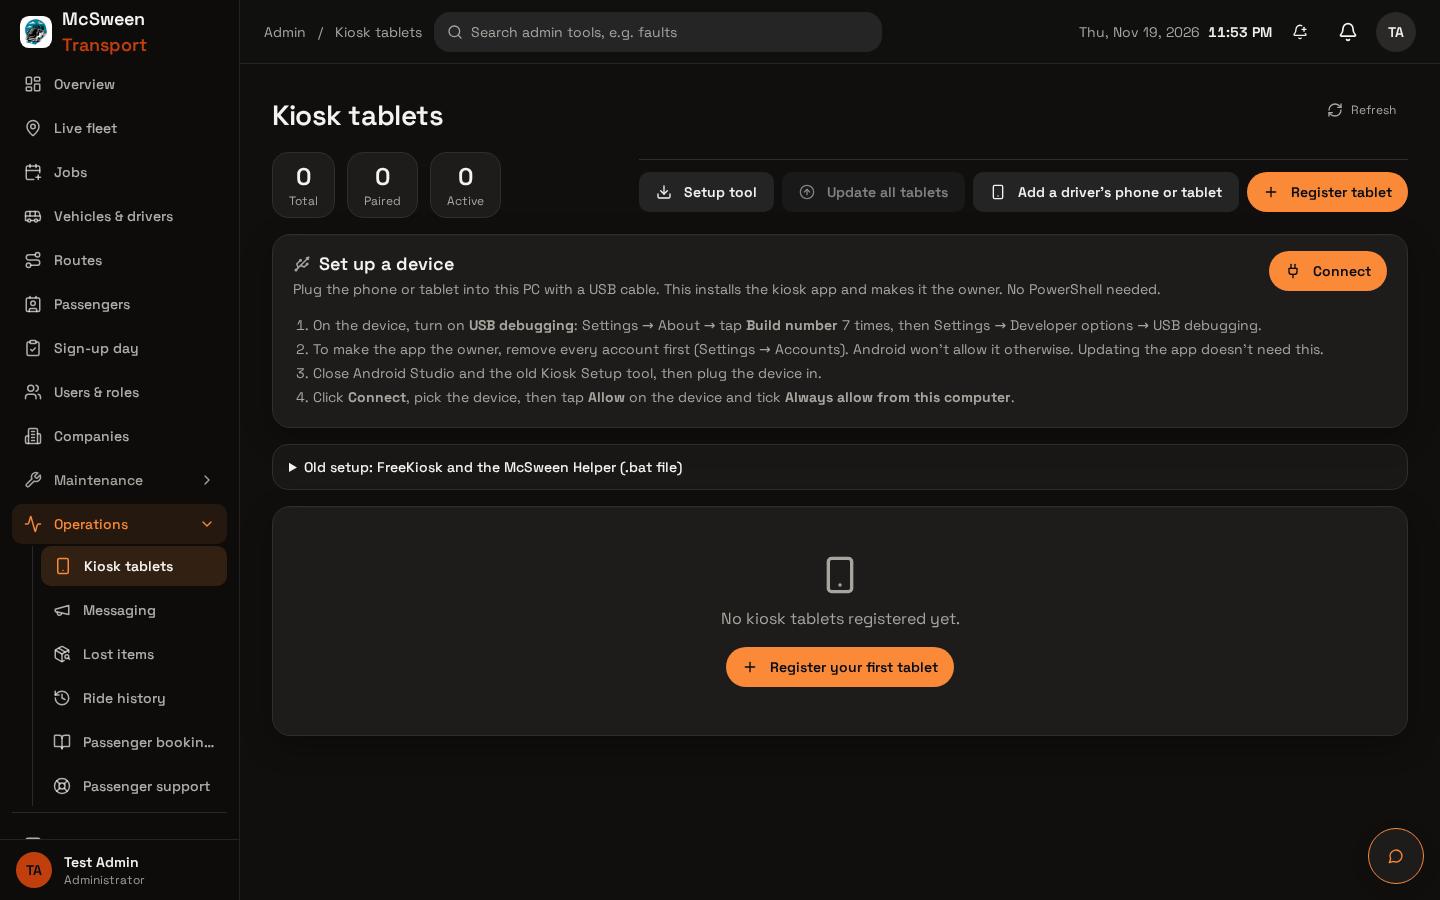 McSween
Transport
Admin / Kiosk tablets
Search admin tools, e.g. faults
Thu, Nov 19, 2026 11:53 PM
TA
Overview
Live fleet
Jobs
Vehicles & drivers
Routes
Passengers
Sign-up day
Users & roles
Companies
Maintenance
Operations
Kiosk tablets
Messaging
Lost items
Ride history
Passenger bookin...
Passenger support
TA
Test Admin
Administrator
Kiosk tablets
Refresh
0
Total
0
Paired
0
Active
Setup tool
Update all tablets
Add a driver's phone or tablet
Register tablet
Set up a device
Connect
Plug the phone or tablet into this PC with a USB cable. This installs the kiosk app and makes it the owner. No PowerShell needed.
1. On the device, turn on USB debugging: Settings → About → tap Build number 7 times, then Settings → Developer options → USB debugging.
2. To make the app the owner, remove every account first (Settings → Accounts). Android won't allow it otherwise. Updating the app doesn't need this.
3. Close Android Studio and the old Kiosk Setup tool, then plug the device in.
4. Click Connect, pick the device, then tap Allow on the device and tick Always allow from this computer.
Old setup: FreeKiosk and the McSween Helper (.bat file)
No kiosk tablets registered yet.
Register your first tablet